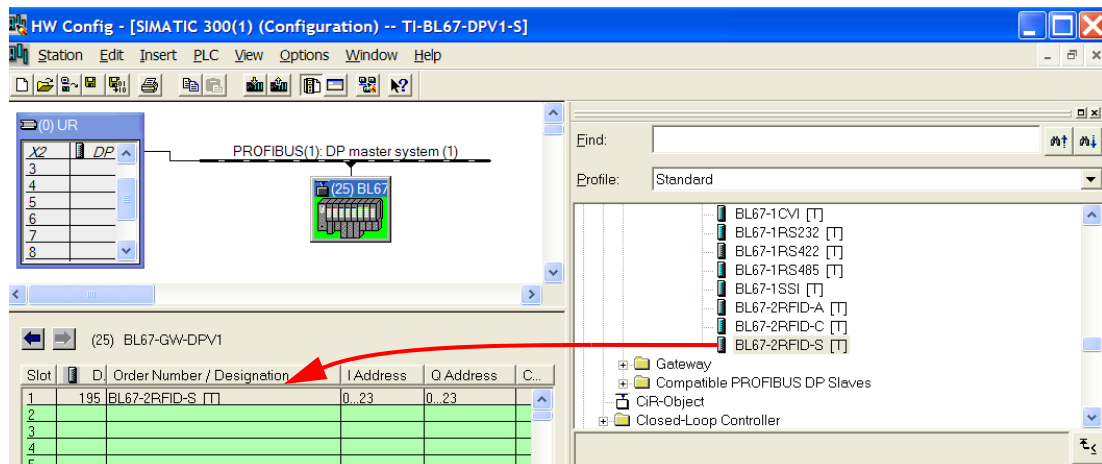 HW Config - [SIMATIC 300(1) (Configuration) -- TI-BL67-DPV1-S]
Station Edit Insert PLC View Options Window Help
(0) UR
X2 DP
3
4
5
6
7
8
PROFIBUS(1): DP master system (1)
(25) BL67
Find:
Profile: Standard
BL67-1CVI [T]
BL67-1RS232 [T]
BL67-1RS422 [T]
BL67-1RS485 [T]
BL67-1SSI [T]
BL67-2RFID-A [T]
BL67-2RFID-C [T]
BL67-2RFID-S [T]
Gateway
Compatible PROFIBUS DP Slaves
CiR-Object
Closed-Loop Controller
(25) BL67-GW-DPV1
Slot D. Order Number / Designation I Address Q Address C...
1 195 BL67-2RFID-S [T] 0...23 0...23
2
3
4
5